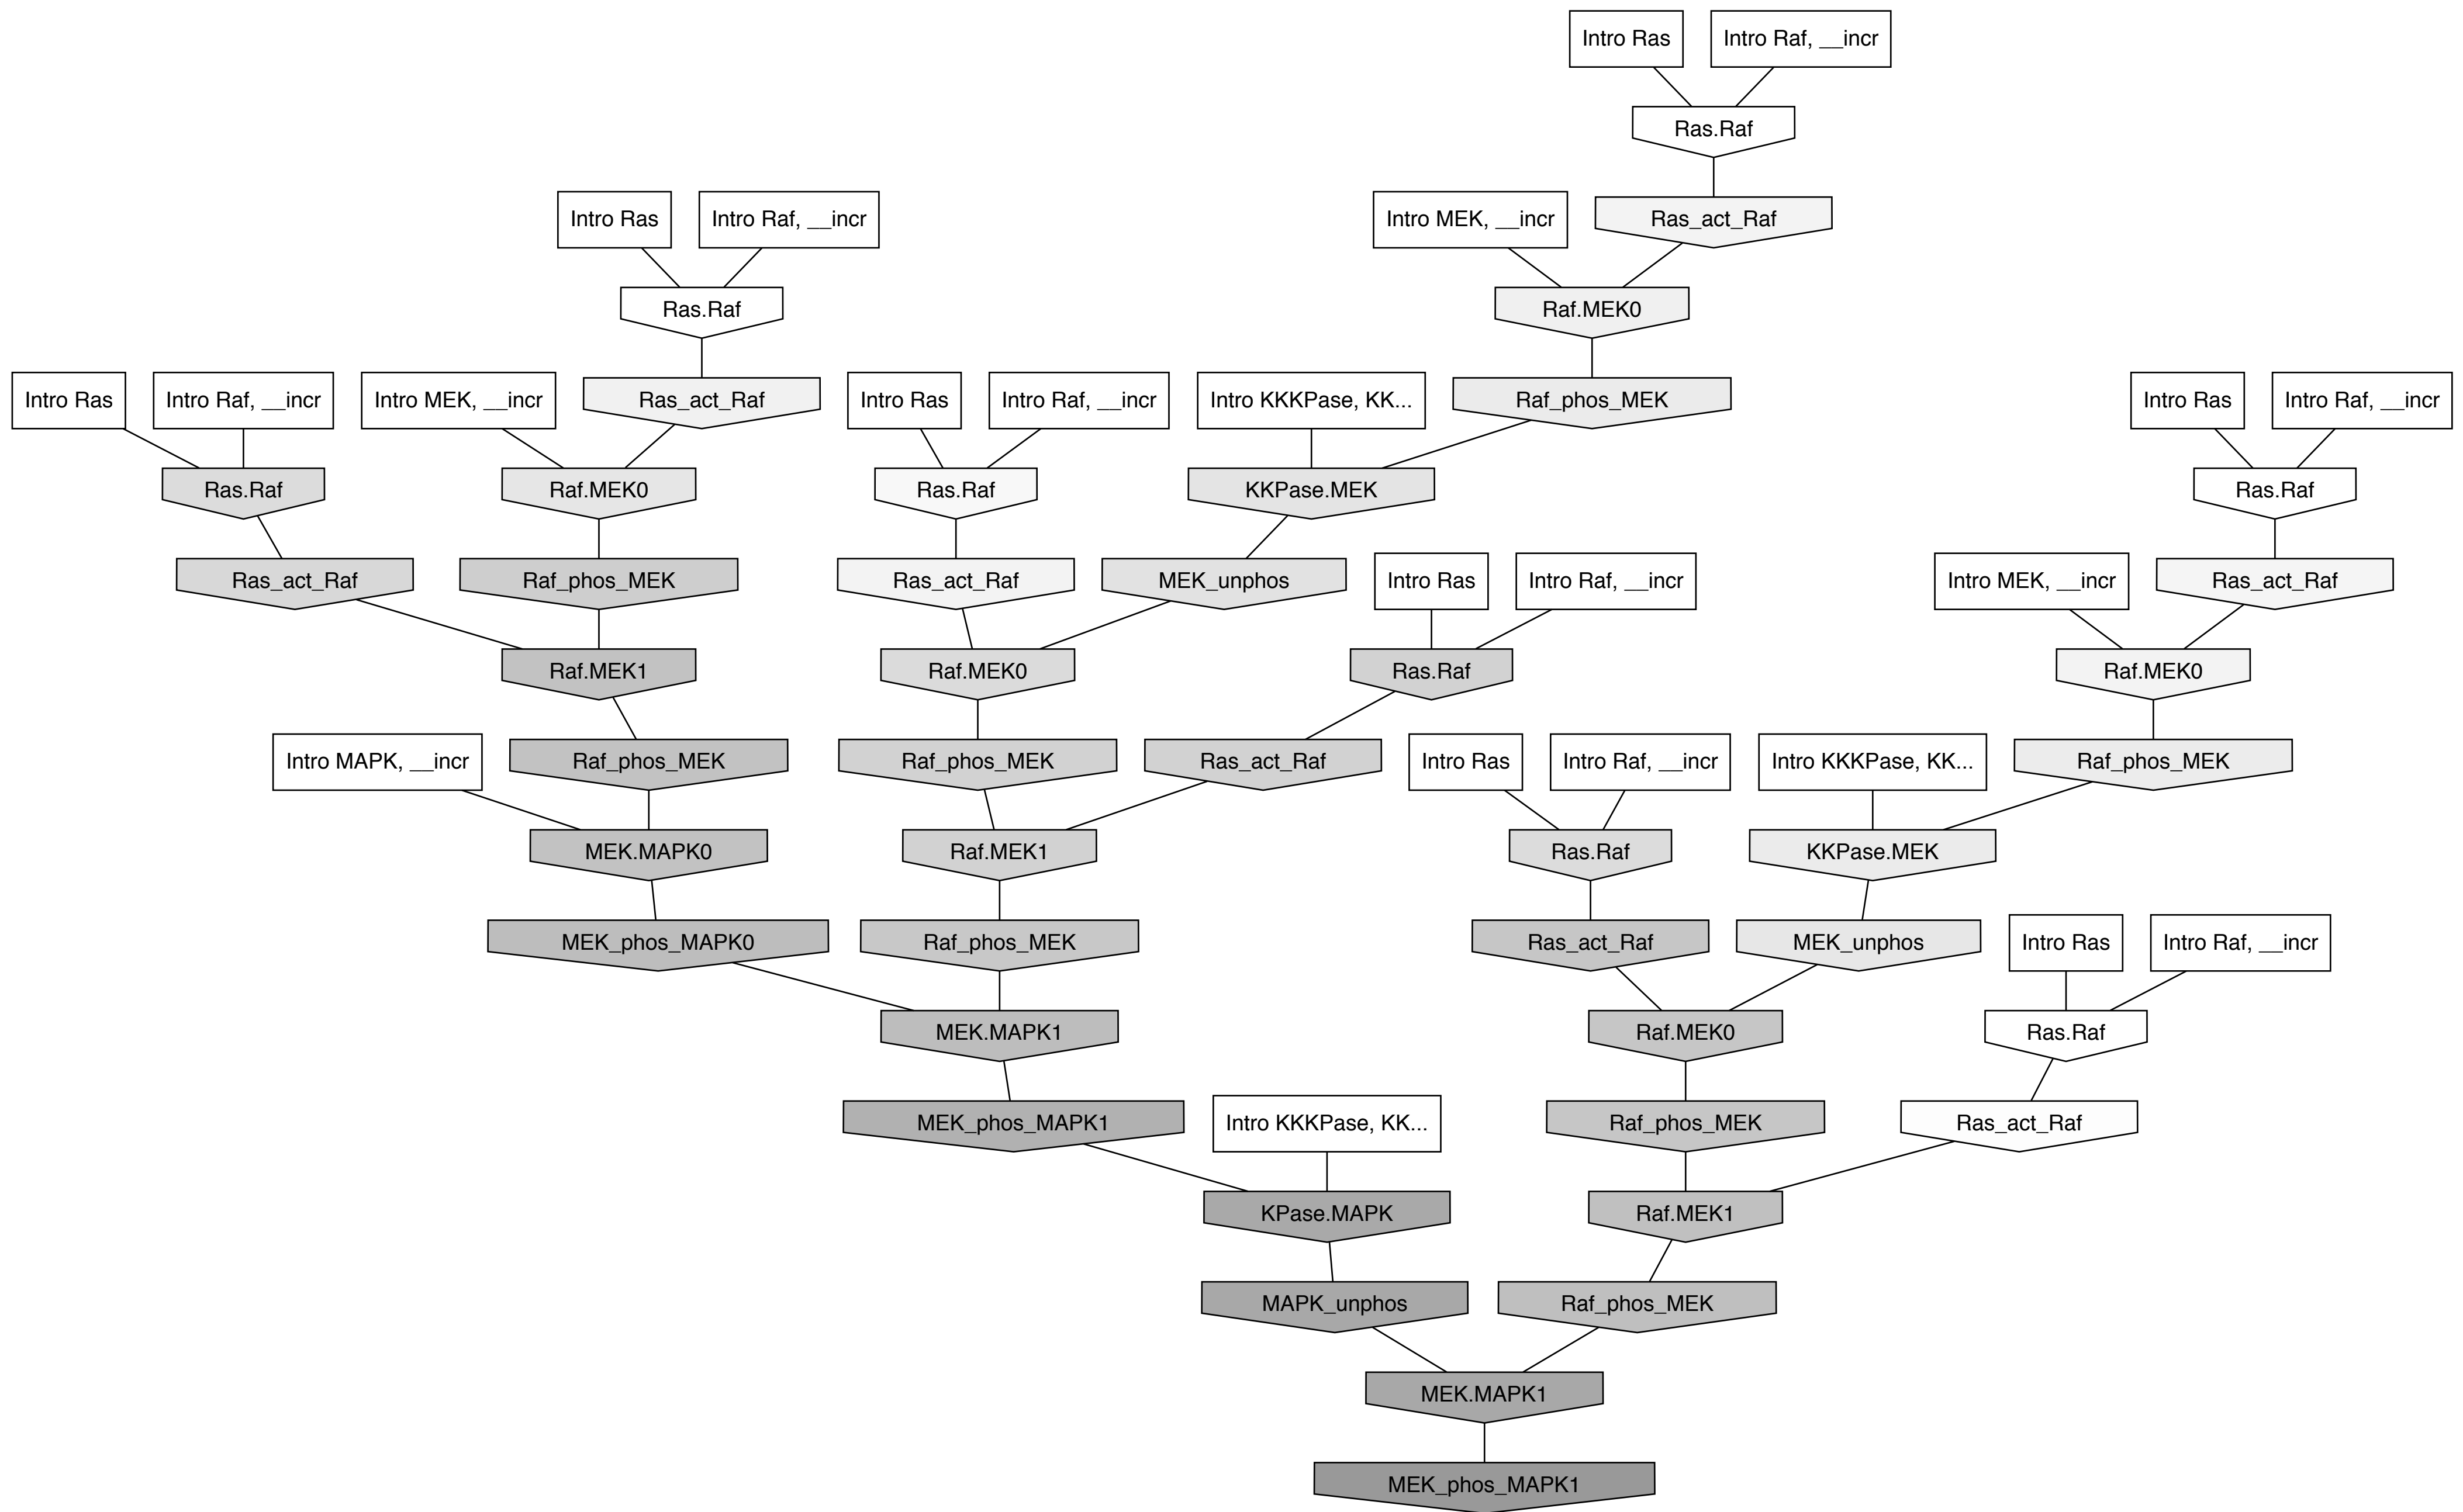 Intro Ras
Intro Raf, __incr
Ras.Raf
Intro Ras
Intro Raf, __incr
Intro MEK, __incr
Ras_act_Raf
Ras.Raf
Raf.MEK0
Intro Ras
Intro Raf, __incr
Intro MEK, __incr
Ras_act_Raf
Intro Ras
Intro Raf, __incr
Intro KKKPase, KK...
Raf_phos_MEK
Intro Ras
Intro Raf, __incr
Ras.Raf
Raf.MEK0
Ras.Raf
KKPase.MEK
Ras.Raf
Ras_act_Raf
Raf_phos_MEK
Ras_act_Raf
MEK_unphos
Intro Ras
Intro Raf, __incr
Intro MEK, __incr
Ras_act_Raf
Raf.MEK1
Raf.MEK0
Ras.Raf
Raf.MEK0
Intro MAPK, __incr
Raf_phos_MEK
Raf_phos_MEK
Ras_act_Raf
Intro Ras
Intro Raf, __incr
Intro KKKPase, KK...
Raf_phos_MEK
MEK.MAPK0
Raf.MEK1
Ras.Raf
KKPase.MEK
MEK_phos_MAPK0
Raf_phos_MEK
Ras_act_Raf
MEK_unphos
Intro Ras
Intro Raf, __incr
MEK.MAPK1
Raf.MEK0
Ras.Raf
MEK_phos_MAPK1
Intro KKKPase, KK...
Raf_phos_MEK
Ras_act_Raf
KPase.MAPK
Raf.MEK1
MAPK_unphos
Raf_phos_MEK
MEK.MAPK1
MEK_phos_MAPK1